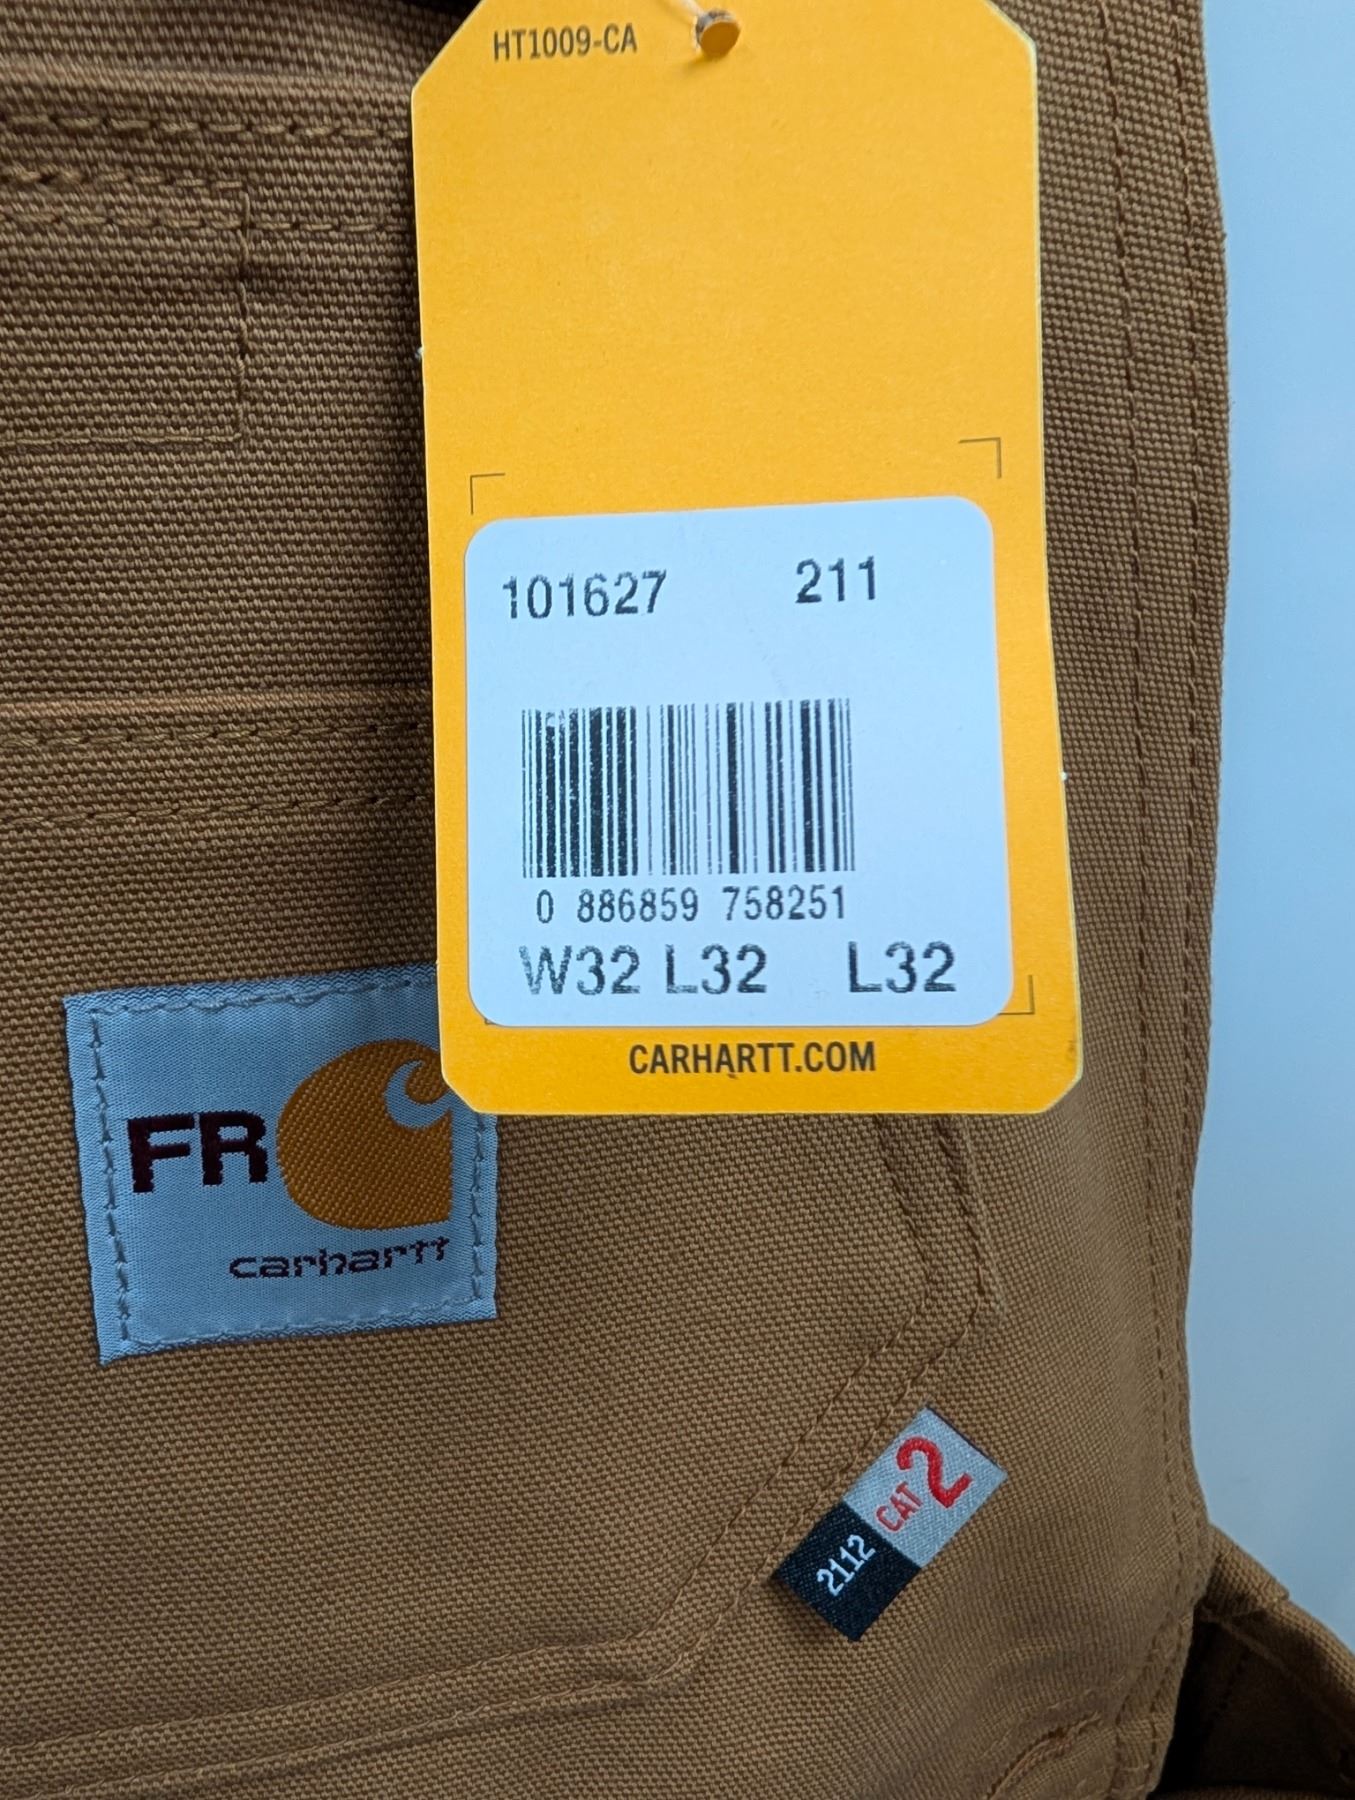 HT1009-CA
101627 211
0 886859 758251
W32 L32 L32
CARHARTT.COM
FR
carhartt
CAT 2
2112